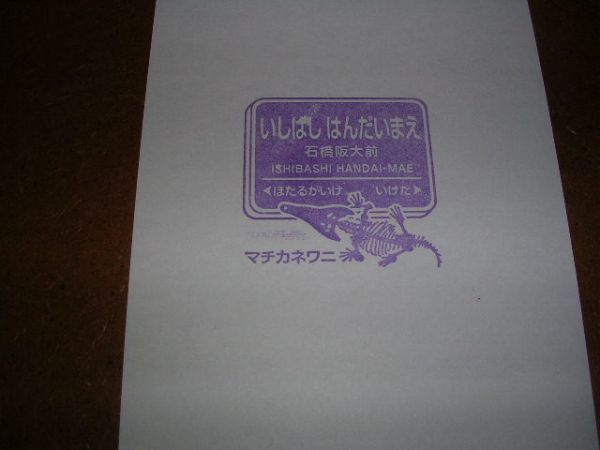 いしばし はんだいまえ
石橋阪大前
ISHIBASHI HANDAI-MAE
◀ほたるがいけ いけだ▶
マチカネワニ